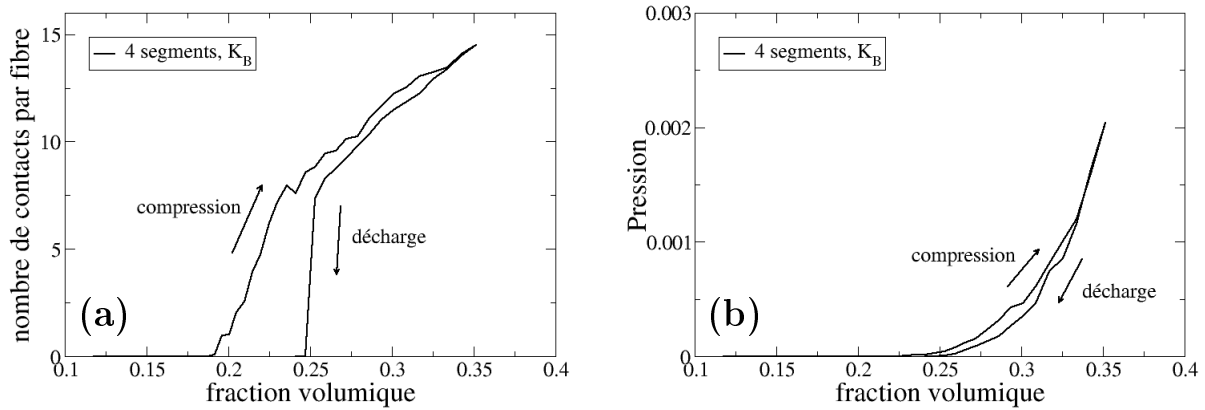 nombre de contacts par fibre
15
10
5
0
4 segments, K_B
compression
décharge
(a)
0.1 0.15 0.2 0.25 0.3 0.35 0.4
fraction volumique
Pression
0.003
0.002
0.001
0
4 segments, K_B
compression
décharge
(b)
0.1 0.15 0.2 0.25 0.3 0.35 0.4
fraction volumique